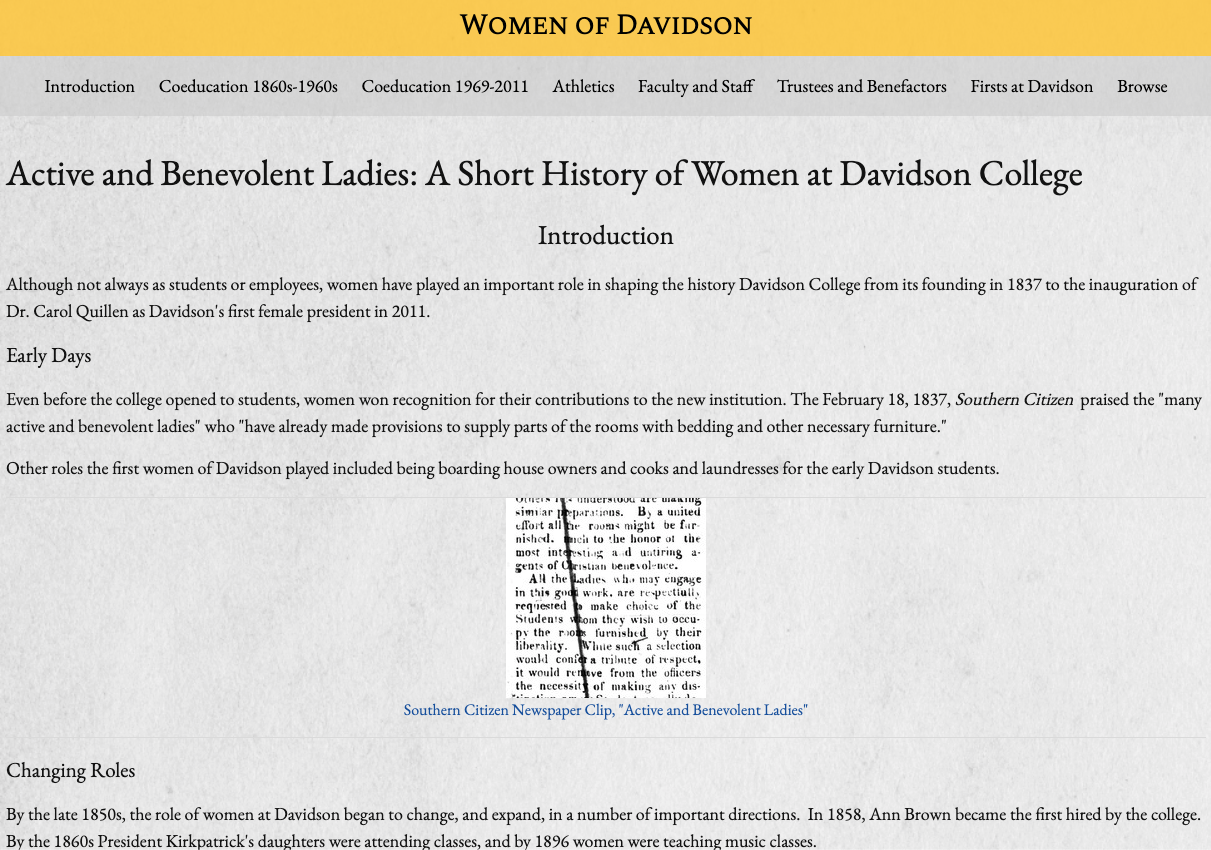 WOMEN OF DAVIDSON
Introduction Coeducation 1860s-1960s Coeducation 1969-2011 Athletics Faculty and Staff Trustees and Benefactors Firsts at Davidson Browse
Active and Benevolent Ladies: A Short History of Women at Davidson College
Introduction
Although not always as students or employees, women have played an important role in shaping the history Davidson College from its founding in 1837 to the inauguration of
Dr. Carol Quillen as Davidson's first female president in 2011.
Early Days
Even before the college opened to students, women won recognition for their contributions to the new institution. The February 18, 1837, Southern Citizen praised the "many
active and benevolent ladies" who "have already made provisions to supply parts of the rooms with bedding and other necessary furniture."
Other roles the first women of Davidson played included being boarding house owners and cooks and laundresses for the early Davidson students.
understood are making
similar preparations. By a united
effort all the rooms might be fur-
nished, much to the honor of the
most interesting and untiring a-
gents of Christian benevolence.
All the Ladies who may engage
in this good work, are respectfully
requested to make choice of the
Students whom they wish to occu-
py the rooms furnished by their
liberality. While such a selection
would confer a tribute of respect,
it would remove from the officers
the necessity of making any dis-
Southern Citizen Newspaper Clip, "Active and Benevolent Ladies"
Changing Roles
By the late 1850s, the role of women at Davidson began to change, and expand, in a number of important directions. In 1858, Ann Brown became the first hired by the college.
By the 1860s President Kirkpatrick's daughters were attending classes, and by 1896 women were teaching music classes.